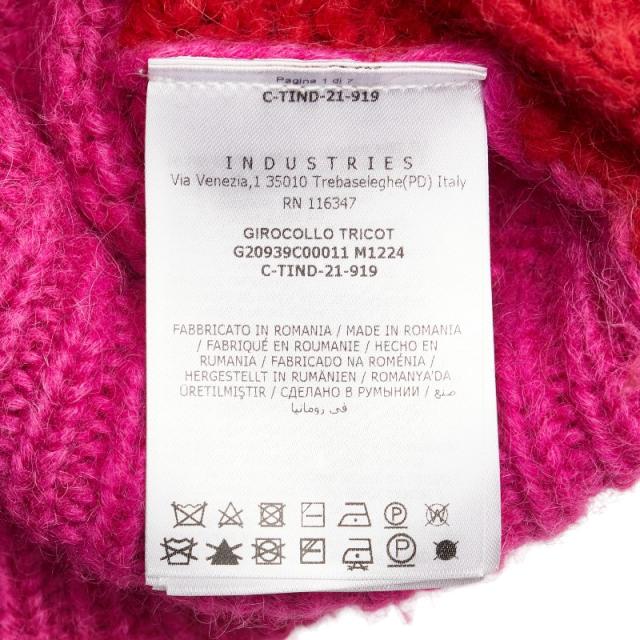 Pagina 1 di 7
C-TIND-21-919
INDUSTRIES
Via Venezia,1 35010 Trebaseleghe(PD) Italy
RN 116347
GIROCOLLO TRICOT
G20939C00011 M1224
C-TIND-21-919
FABBRICATO IN ROMANIA / MADE IN ROMANIA
/ FABRIQUÉ EN ROUMANIE / HECHO EN
RUMANIA / FABRICADO NA ROMÉNIA /
HERGESTELLT IN RUMÄNIEN / ROMANYA'DA
ÜRETILMIŞTIR / СДЕЛАНО В РУМЫНИИ / صنع
في رومانيا
P W
P